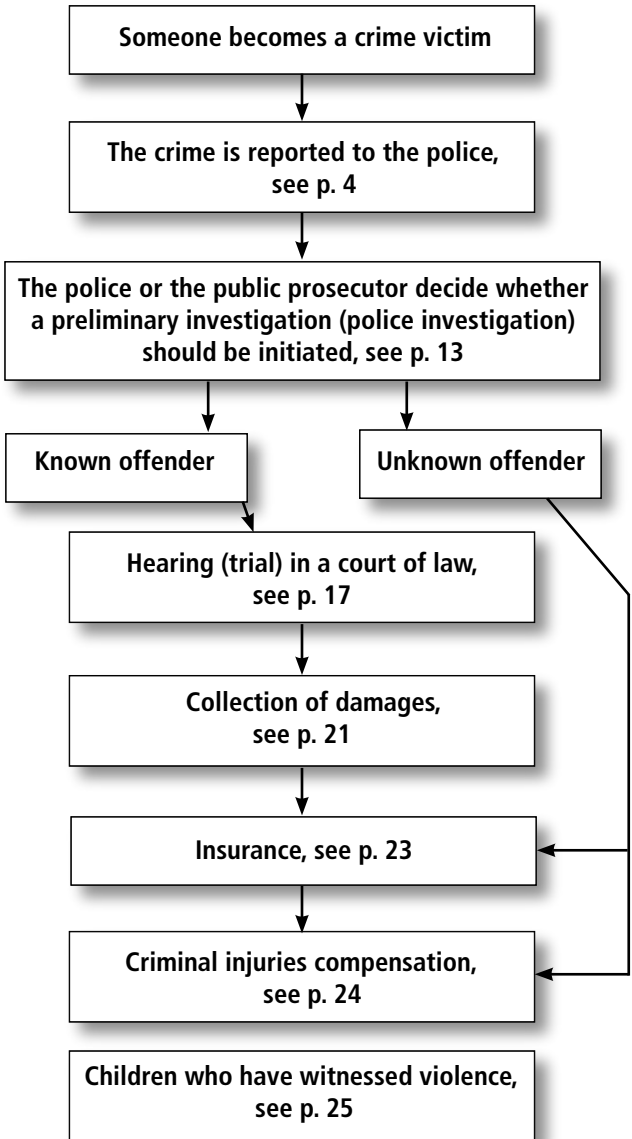 Someone becomes a crime victim
The crime is reported to the police,
see p. 4
The police or the public prosecutor decide whether
a preliminary investigation (police investigation)
should be initiated, see p. 13
Known offender
Unknown offender
Hearing (trial) in a court of law,
see p. 17
Collection of damages,
see p. 21
Insurance, see p. 23
Criminal injuries compensation,
see p. 24
Children who have witnessed violence,
see p. 25